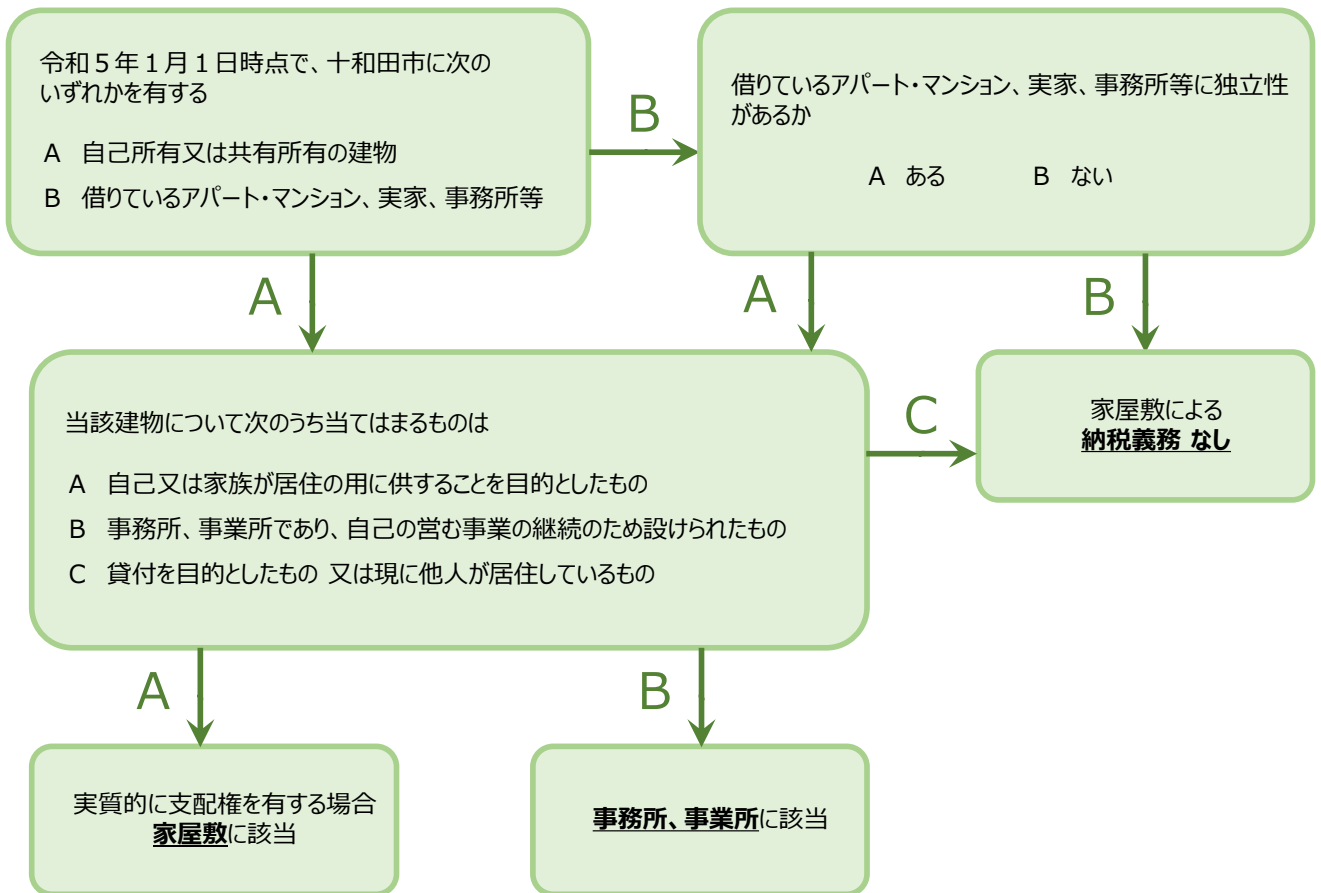 令和５年１月１日時点で、十和田市に次の
いずれかを有する
A 自己所有又は共有所有の建物
B 借りているアパート・マンション、実家、事務所等
B
借りているアパート・マンション、実家、事務所等に独立性
があるか
A ある B ない
A
A
B
当該建物について次のうち当てはまるものは
A 自己又は家族が居住の用に供することを目的としたもの
B 事務所、事業所であり、自己の営む事業の継続のため設けられたもの
C 貸付を目的としたもの 又は現に他人が居住しているもの
C
家屋敷による
納税義務 なし
A
B
実質的に支配権を有する場合
家屋敷に該当
事務所、事業所に該当